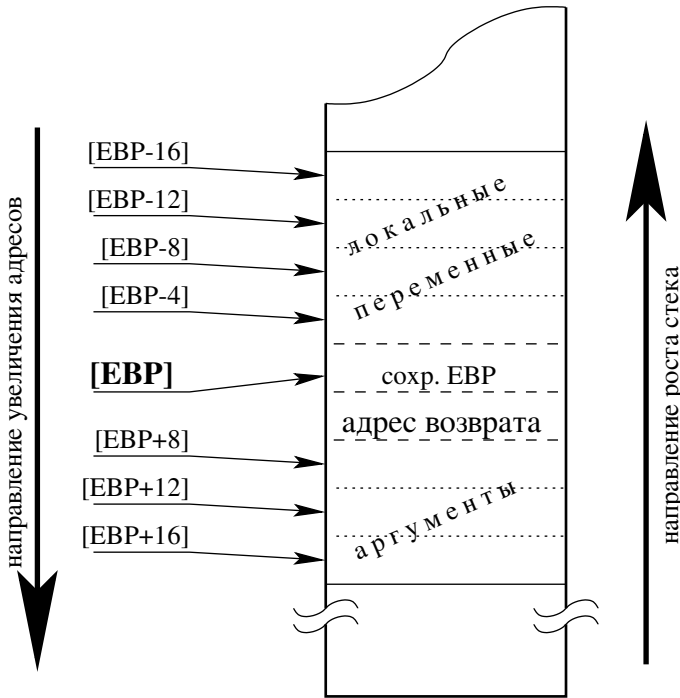 направление увеличения адресов
[EBP-16]
[EBP-12]
[EBP-8]
[EBP-4]
[EBP]
[EBP+8]
[EBP+12]
[EBP+16]
локальные
переменные
сохр. EBP
адрес возврата
аргументы
направление роста стека